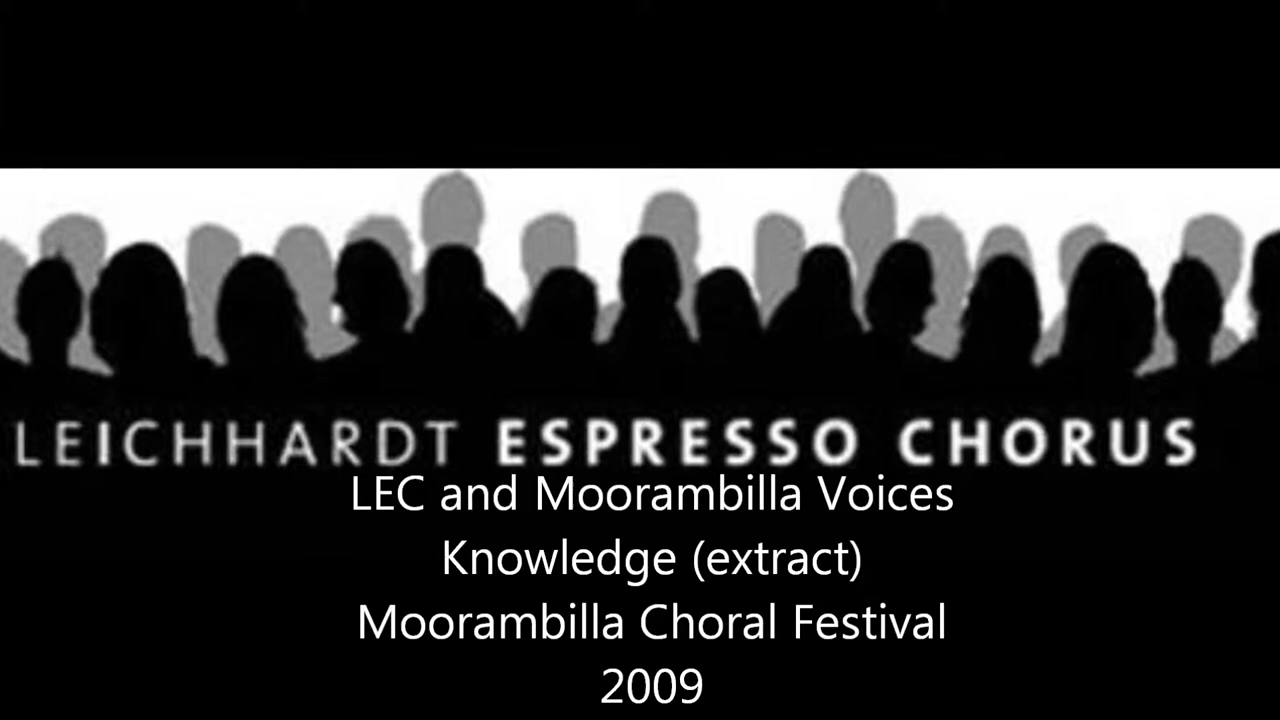 LEICHHARDT ESPRESSO CHORUS
LEC and Moorambilla Voices
Knowledge (extract)
Moorambilla Choral Festival
2009